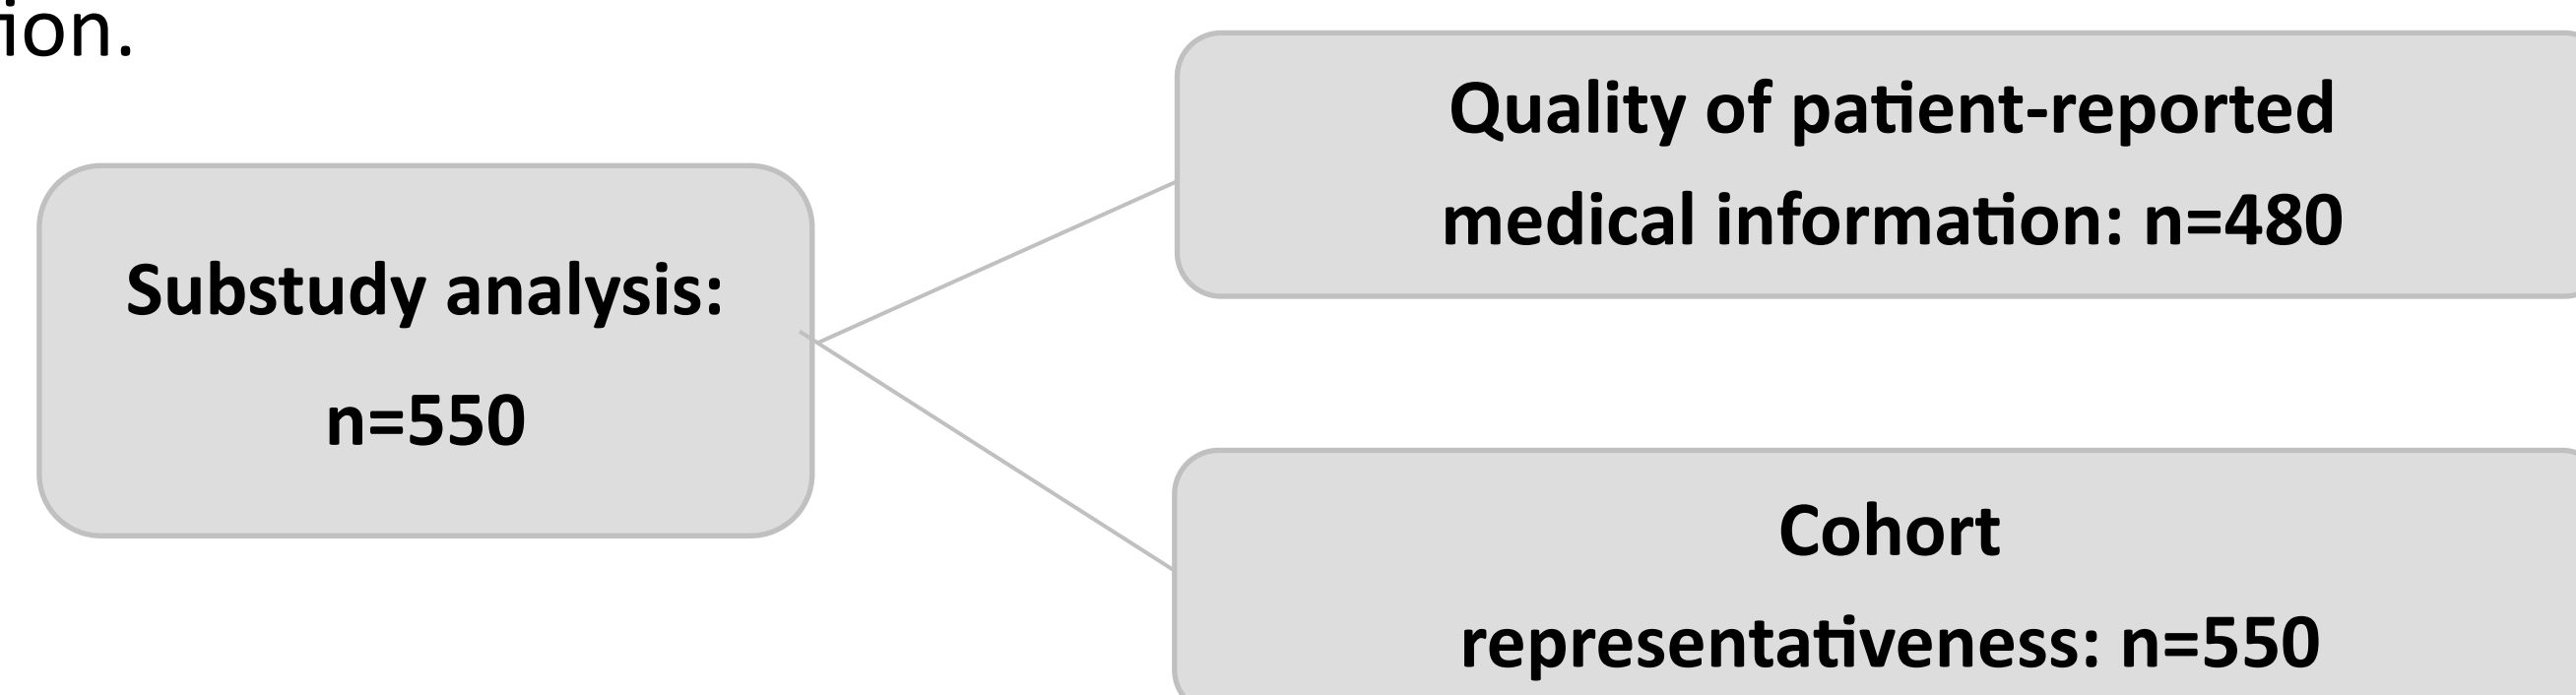 ion.
Quality of patient-reported
medical information: n=480
Substudy analysis:
n=550
Cohort
representativeness: n=550